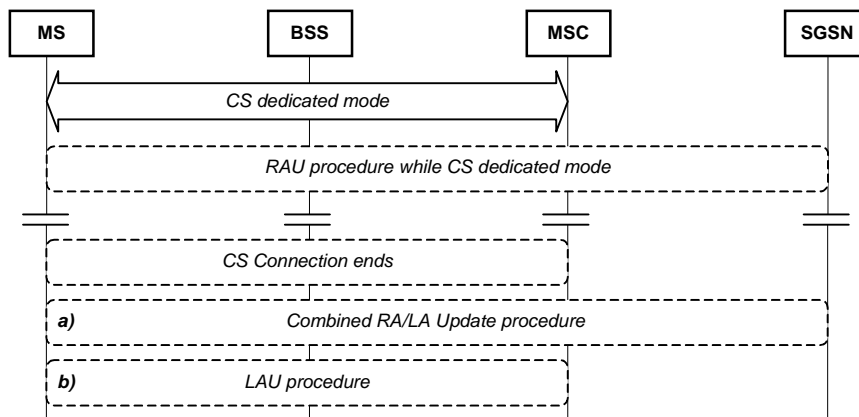 MS BSS MSC SGSN
CS dedicated mode
RAU procedure while CS dedicated mode
CS Connection ends
a) Combined RA/LA Update procedure
b) LAU procedure